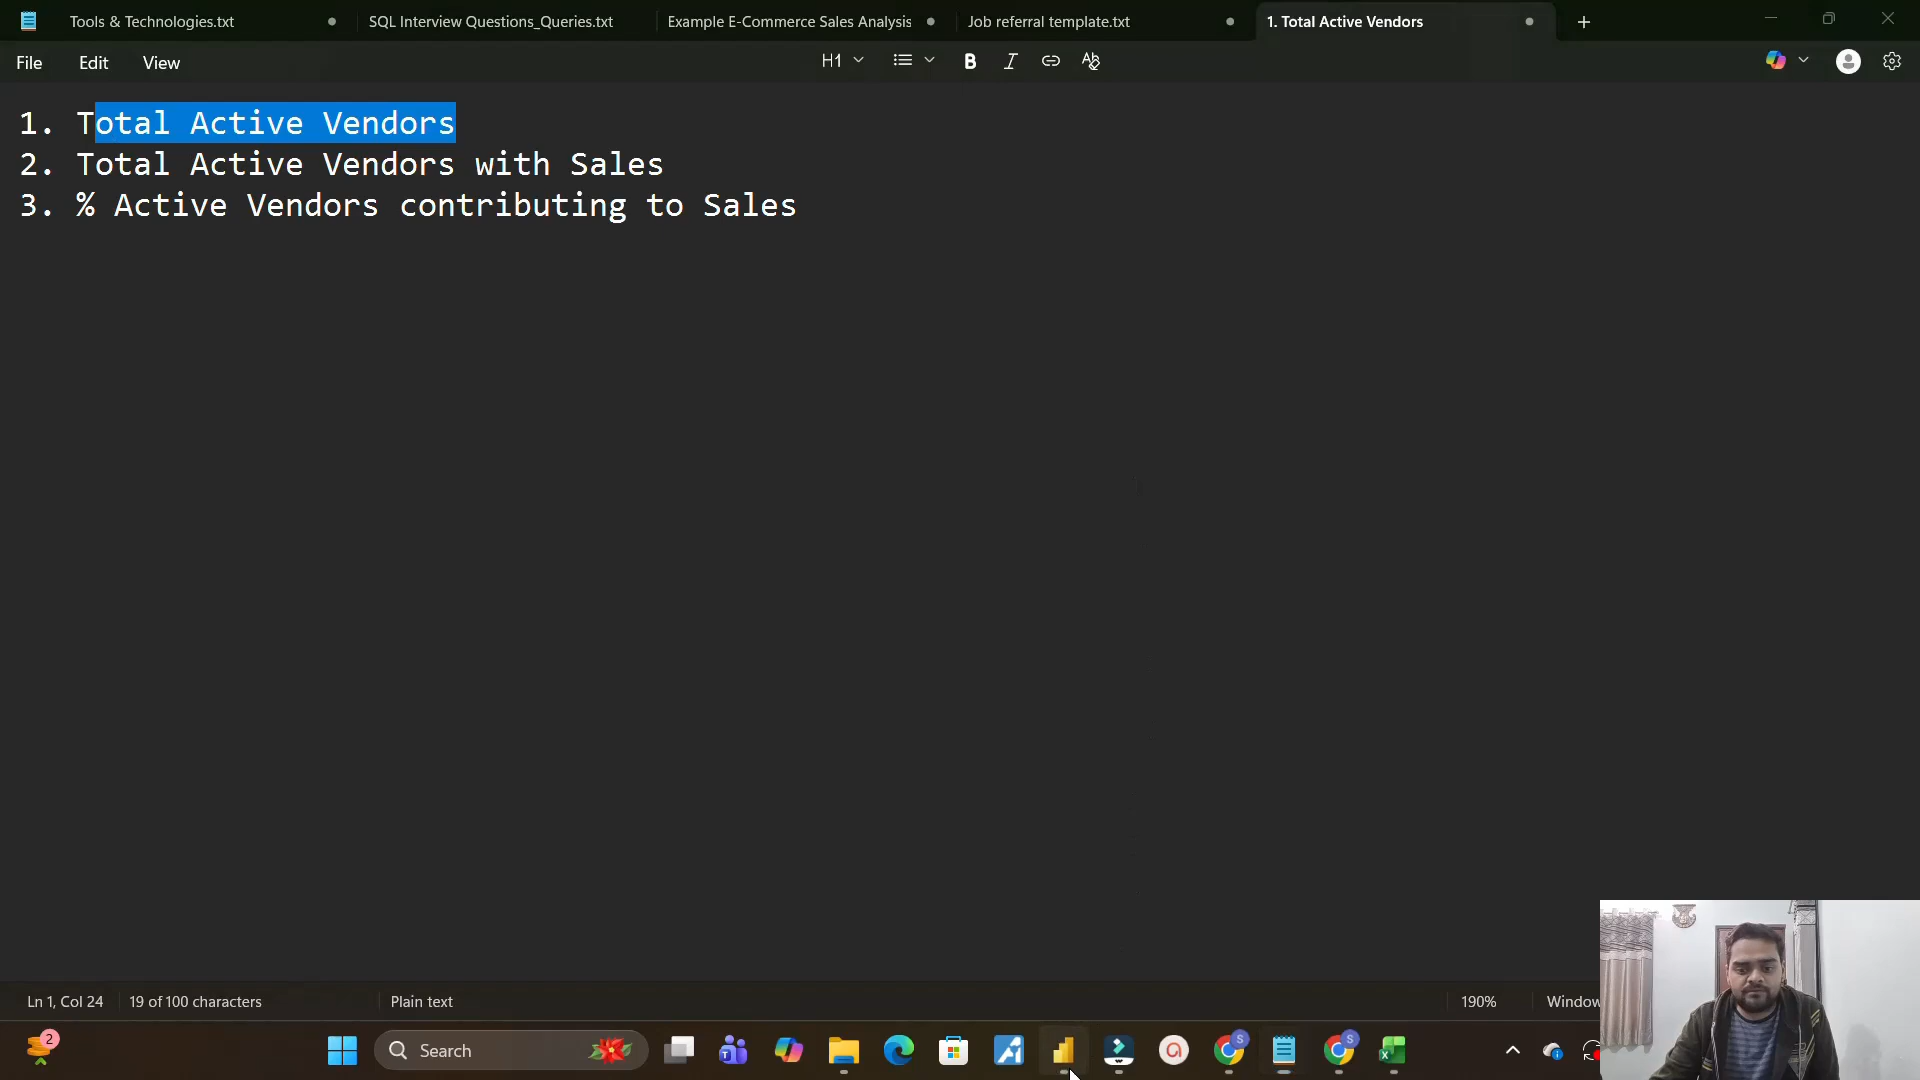 Tools & Technologies.txt
SQL Interview Questions_Queries.txt
Example E-Commerce Sales Analysis
Job referral template.txt
1. Total Active Vendors
File Edit View
H1
1. Total Active Vendors
2. Total Active Vendors with Sales
3. % Active Vendors contributing to Sales
Ln 1, Col 24
19 of 100 characters
Plain text
190%
Window
2
Search